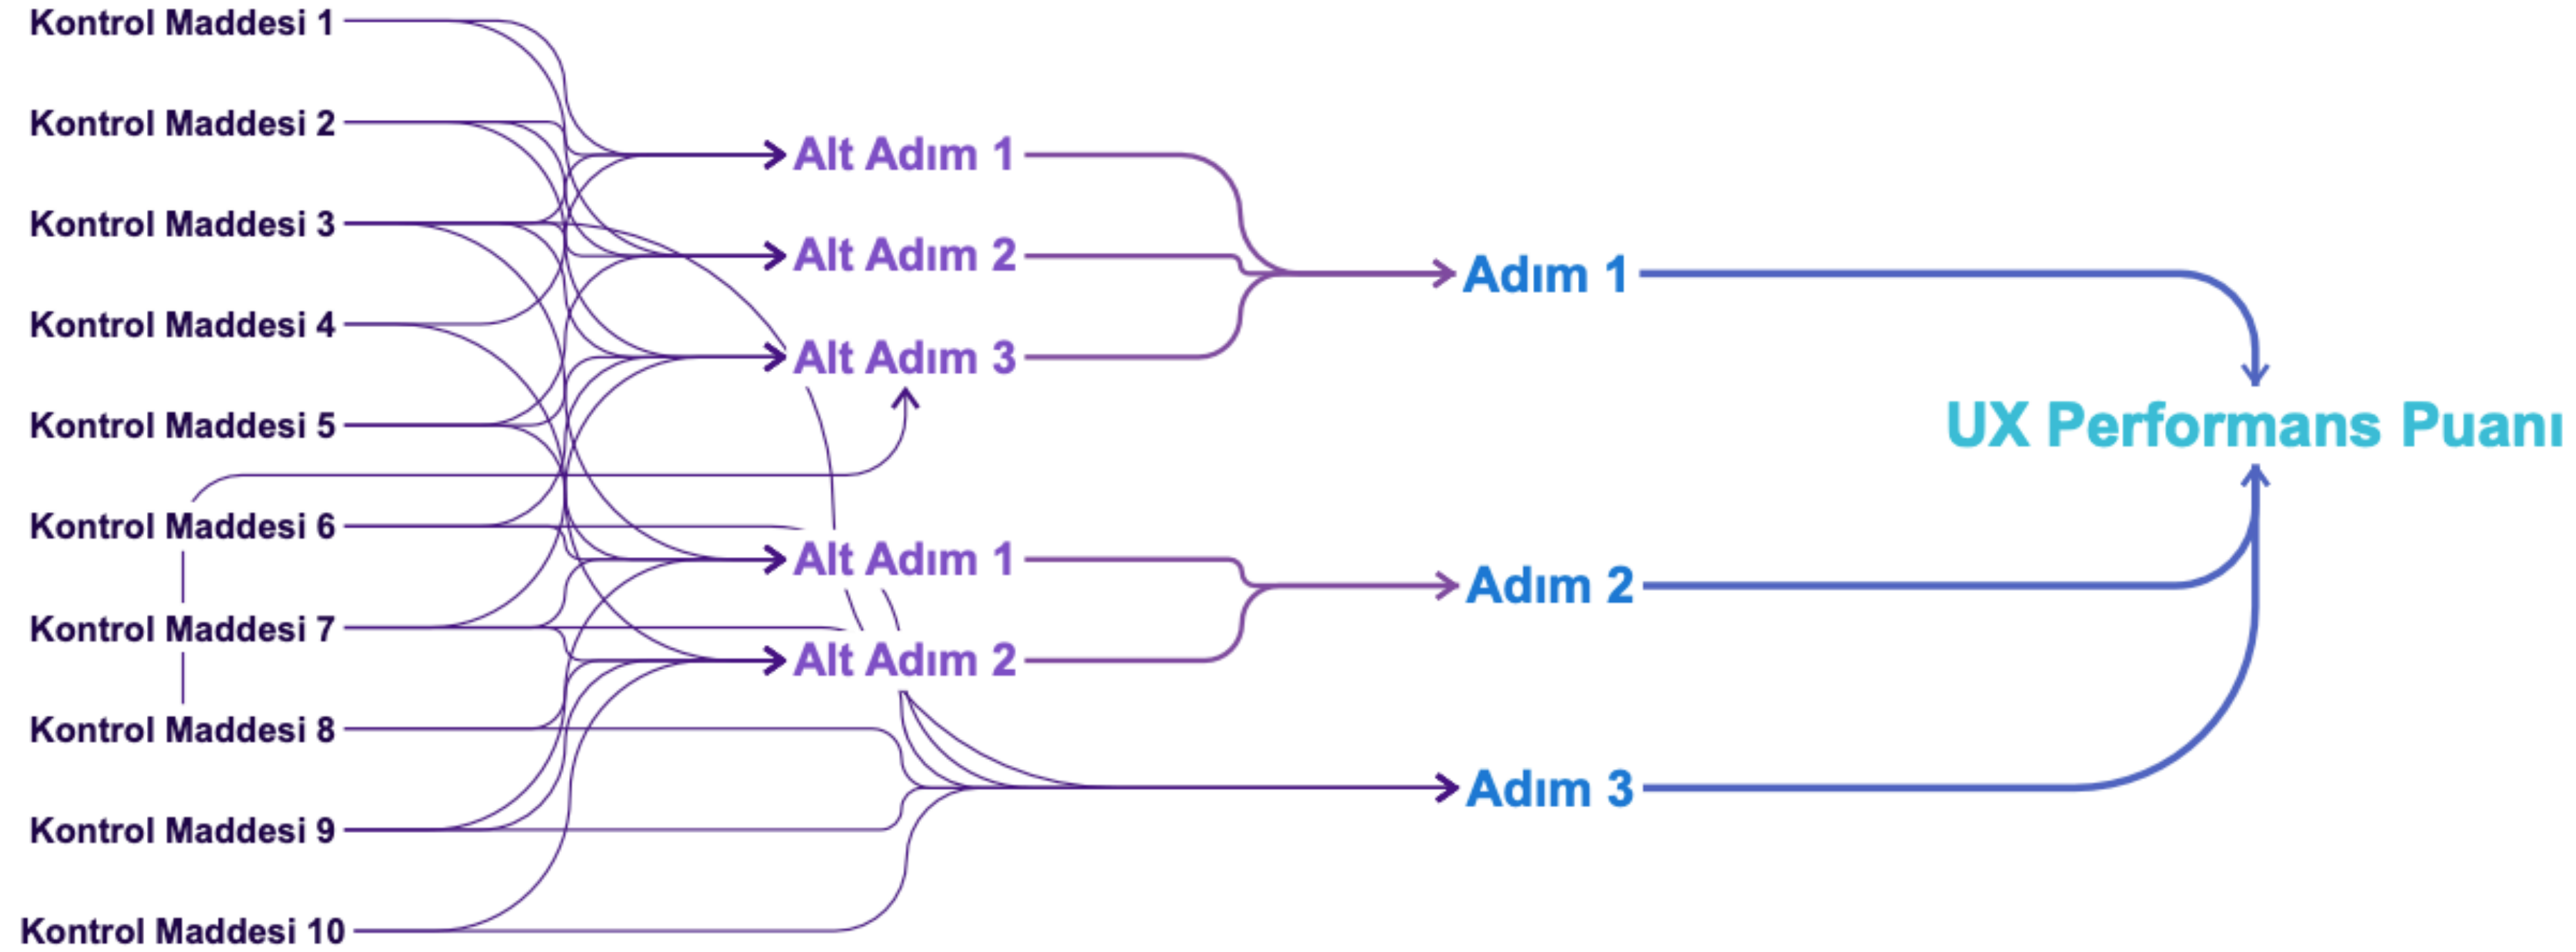 Kontrol Maddesi 1
Kontrol Maddesi 2
Kontrol Maddesi 3
Kontrol Maddesi 4
Kontrol Maddesi 5
Kontrol Maddesi 6
Kontrol Maddesi 7
Kontrol Maddesi 8
Kontrol Maddesi 9
Kontrol Maddesi 10
Alt Adım 1
Alt Adım 2
Alt Adım 3
Alt Adım 1
Alt Adım 2
Adım 1
Adım 2
Adım 3
UX Performans Puanı